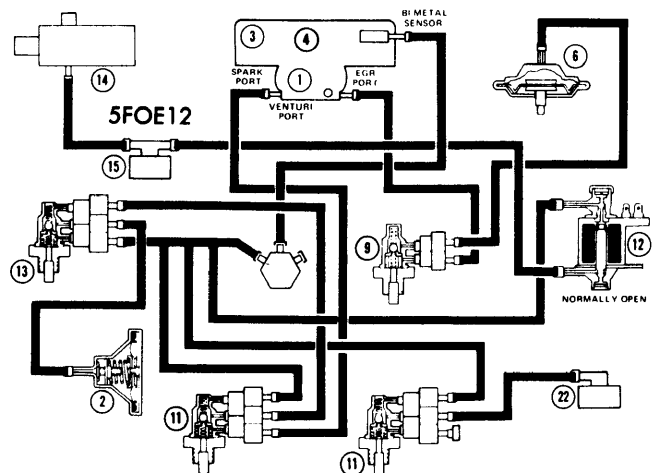 BI METAL
SENSOR
3
4
6
SPARK
PORT
1
EGR
PORT
14
VENTURI
PORT
5FOE12
15
13
9
12
NORMALLY OPEN
2
11
11
22